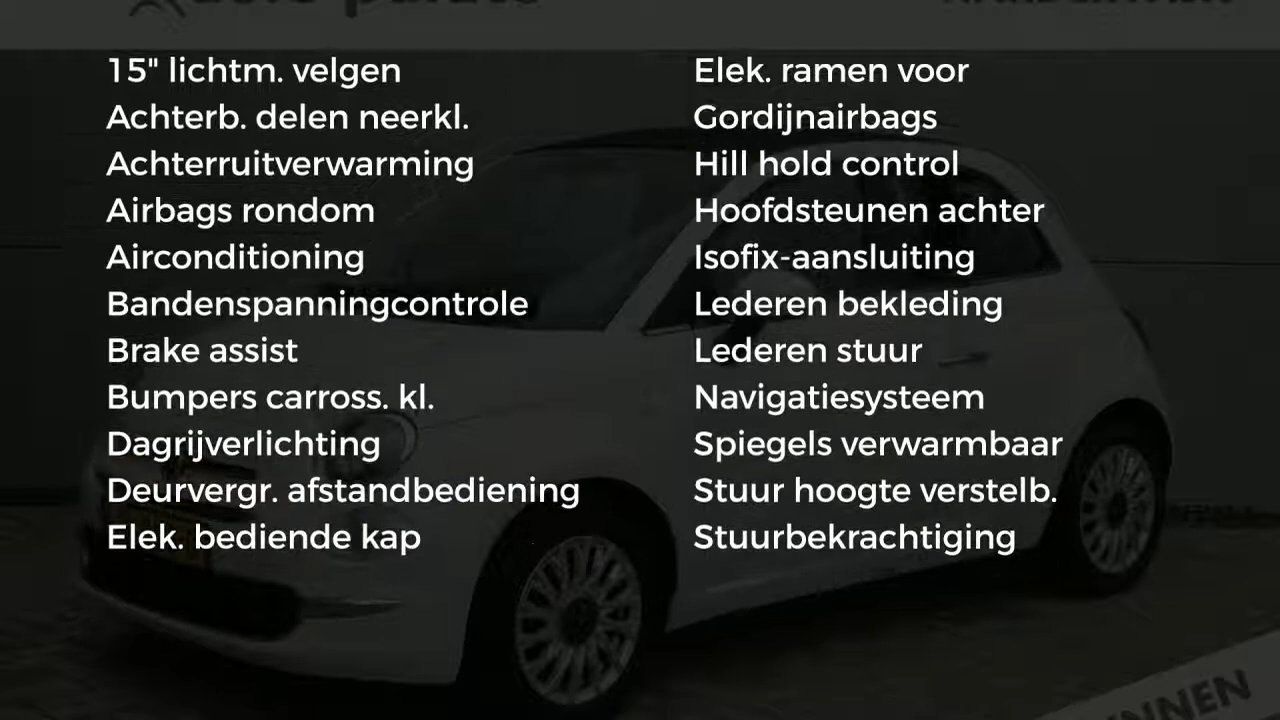 15" lichtm. velgen
Achterb. delen neerkl.
Achterruitverwarming
Airbags rondom
Airconditioning
Bandenspanningcontrole
Brake assist
Bumpers carross. kl.
Dagrijverlichting
Deurvergr. afstandbediening
Elek. bediende kap
Elek. ramen voor
Gordijnairbags
Hill hold control
Hoofdsteunen achter
Isofix-aansluiting
Lederen bekleding
Lederen stuur
Navigatiesysteem
Spiegels verwarmbaar
Stuur hoogte verstelb.
Stuurbekrachtiging